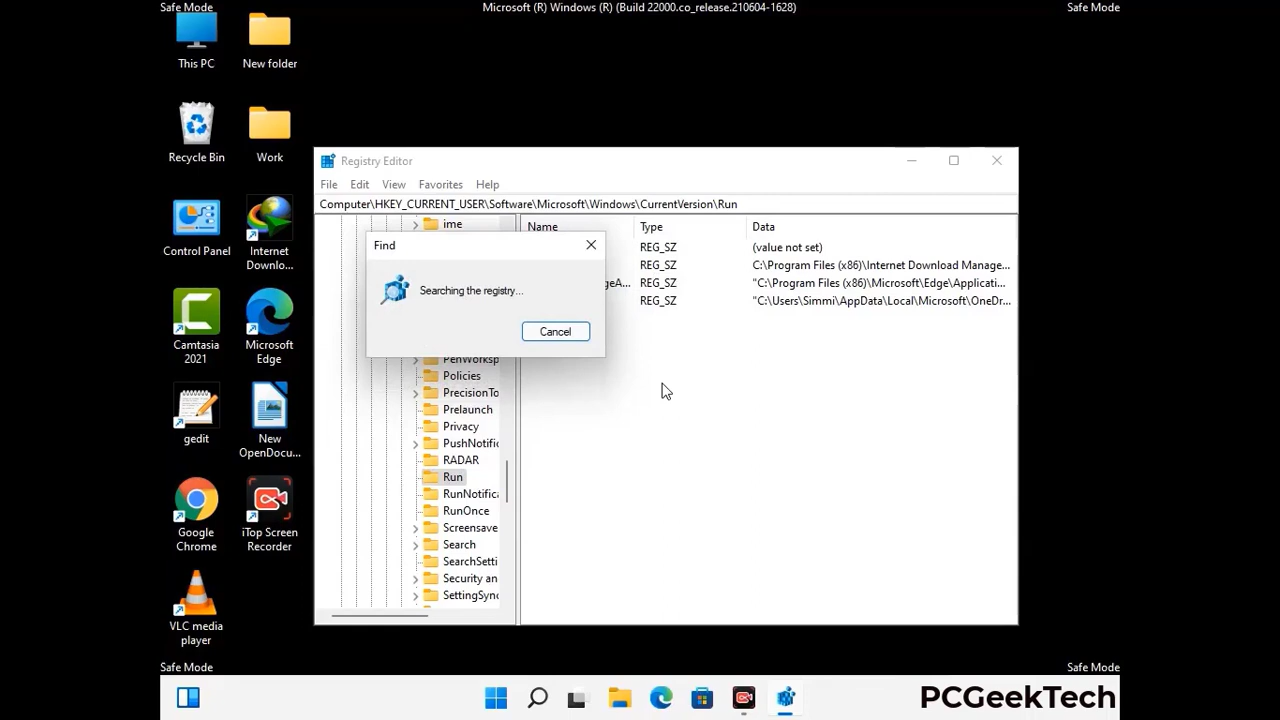 Safe Mode
Microsoft (R) Windows (R) (Build 22000.co_release.210604-1628)
Safe Mode
This PC
New folder
Recycle Bin
Work
Control Panel
Internet
Downlo...
Camtasia
2021
Microsoft
Edge
gedit
New
OpenDocu...
Google
Chrome
iTop Screen
Recorder
VLC media
player
Registry Editor
File Edit View Favorites Help
Computer\HKEY_CURRENT_USER\Software\Microsoft\Windows\CurrentVersion\Run
ime
Find
Searching the registry...
Cancel
PenWorksp
Policies
PrecisionTo
Prelaunch
Privacy
PushNotific
RADAR
Run
RunNotifica
RunOnce
Screensave
Search
SearchSetti
Security an
SettingSync
Name Type Data
REG_SZ (value not set)
REG_SZ C:\Program Files (x86)\Internet Download Manage...
geA... REG_SZ "C:\Program Files (x86)\Microsoft\Edge\Applicati...
REG_SZ "C:\Users\Simmi\AppData\Local\Microsoft\OneDr...
Safe Mode
Safe Mode
PCGeekTech